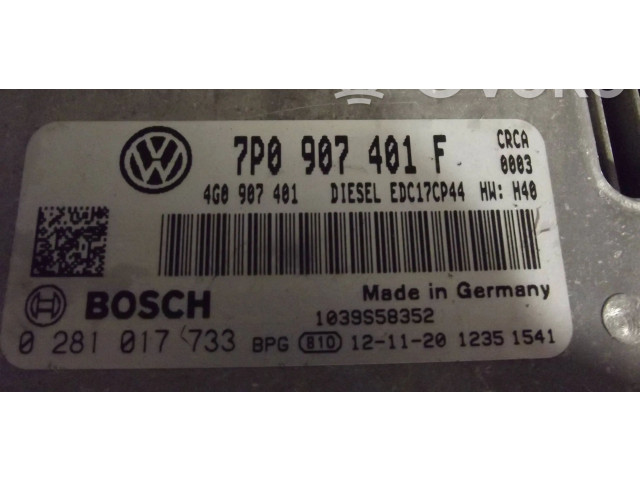 7P0 907 401 F CRCA
0003
4G0 907 401 DIESEL EDC17CP44 HW: H40
BOSCH Made in Germany
1039S58352
0 281 017 733 BPG 810 12-11-20 1235 1541